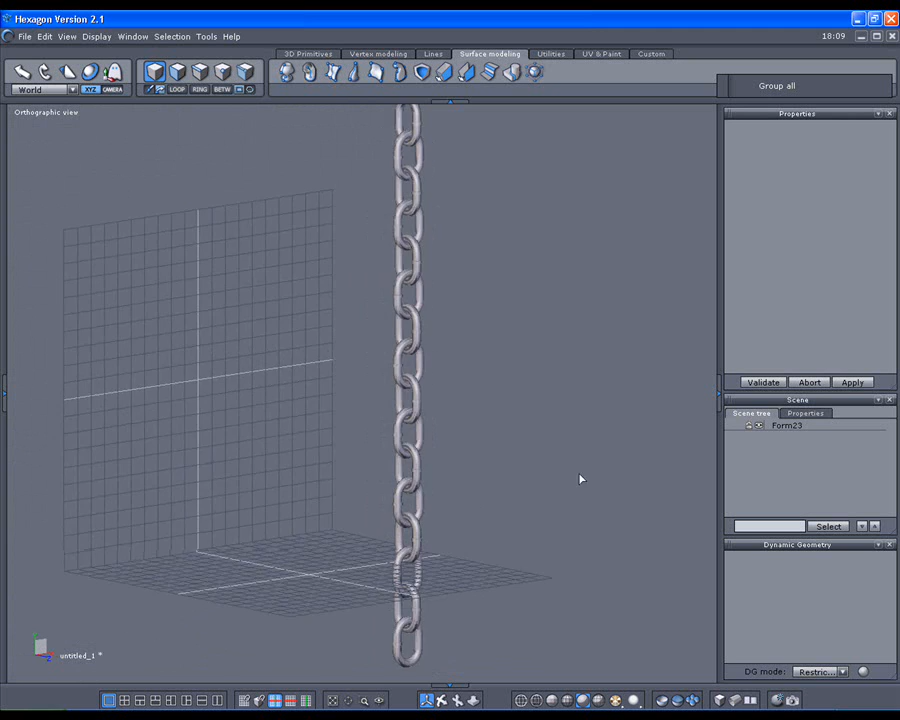 Hexagon Version 2.1
File Edit View Display Window Selection Tools Help
18:09
3D Primitives Vertex modeling Lines Surface modeling Utilities UV & Paint Custom
World XYZ CAMERA LOOP RING BETW
Group all
Orthographic view
Properties
Validate Abort Apply
Scene
Scene tree Properties
Form23
Select
Dynamic Geometry
untitled_1 *
DG mode: Restric...